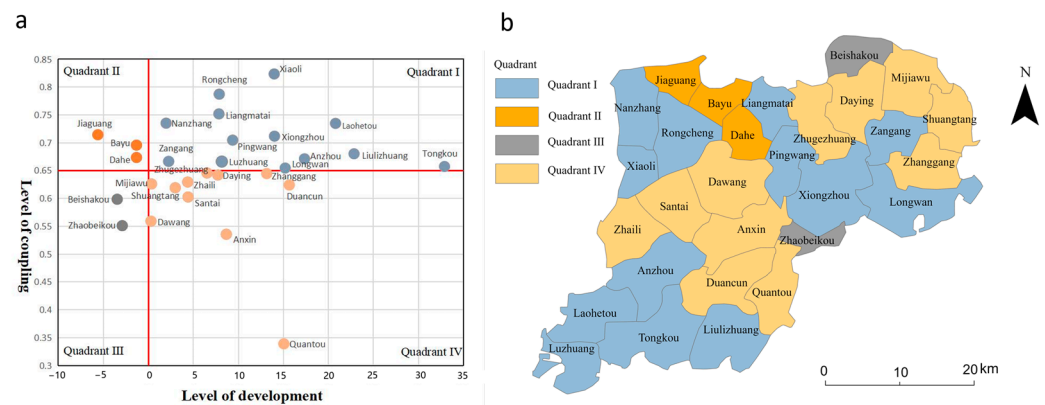 a
b
0.85
0.8
0.75
0.7
0.65
0.6
0.55
0.5
0.45
0.4
0.35
0.3
Level of coupling
Quadrant II
Quadrant I
Quadrant III
Quadrant IV
Xiaoli
Rongcheng
Liangmatai
Jiaguang
Nanzhang
Laohetou
Xiongzhou
Bayu
Pingwang
Zangang
Dahe
Luzhuang
Anzhou
Liulizhuang
Tongkou
Zhugezhuang
Longwan
Daying
Zhanggang
Mijiawu
Zhaili
Shuangtang
Duancun
Beishakou
Santai
Zhaobeikou
Dawang
Anxin
Quantou
-10
-5
0
5
10
15
20
25
30
35
Level of development
Quadrant
Quadrant I
Quadrant II
Quadrant III
Quadrant IV
N
Beishakou
Jiaguang
Mijiawu
Nanzhang
Bayu
Liangmatai
Daying
Shuangtang
Rongcheng
Dahe
Zhugezhuang
Zangang
Pingwang
Zhanggang
Xiaoli
Dawang
Xiongzhou
Longwan
Santai
Zhaili
Anxin
Zhaobeikou
Anzhou
Duancun
Quantou
Laohetou
Liulizhuang
Tongkou
Luzhuang
0
10
20 km